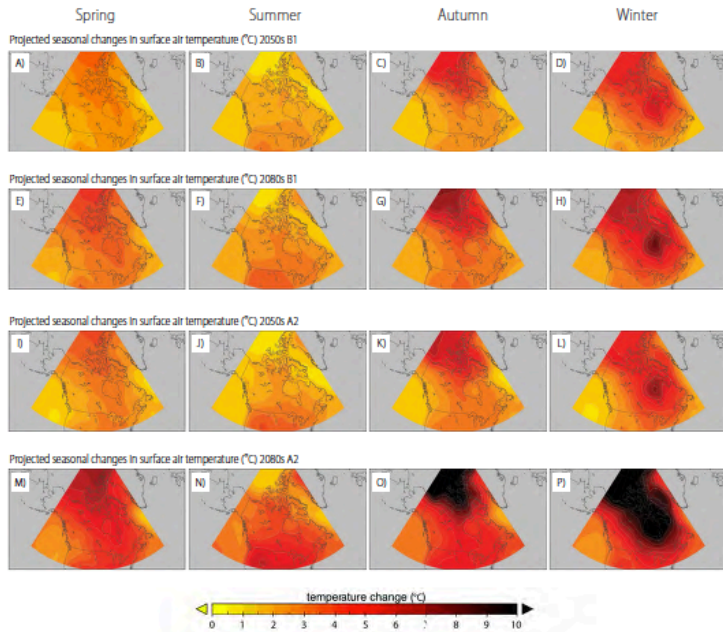 Spring Summer Autumn Winter
Projected seasonal changes in surface air temperature (°C) 2050s B1
A) B) C) D)
Projected seasonal changes in surface air temperature (°C) 2080s B1
E) F) G) H)
Projected seasonal changes in surface air temperature (°C) 2050s A2
I) J) K) L)
Projected seasonal changes in surface air temperature (°C) 2080s A2
M) N) O) P)
temperature change (°C)
0 1 2 3 4 5 6 7 8 9 10